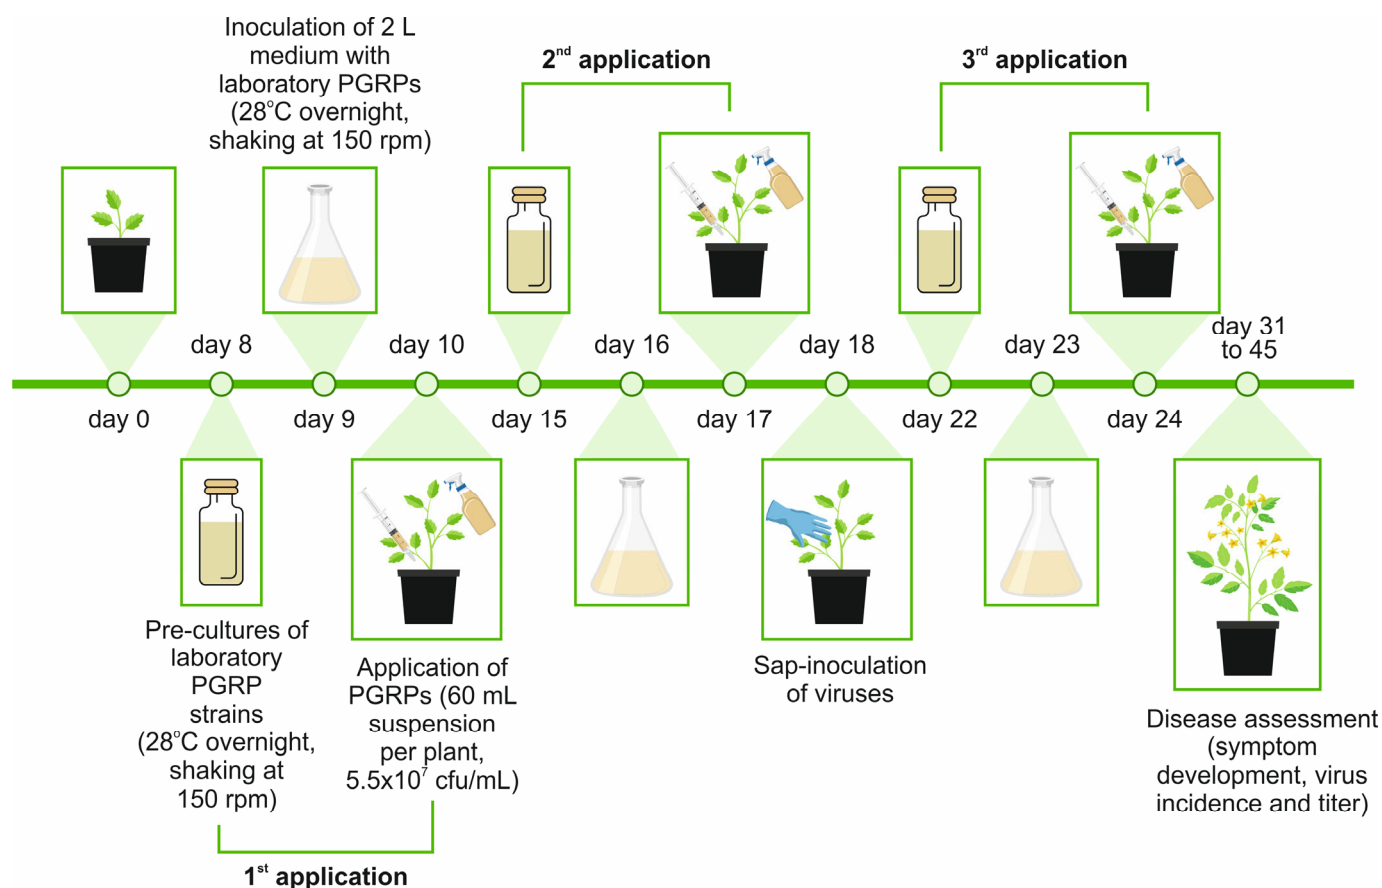 Inoculation of 2 L
medium with
laboratory PGRPs
(28°C overnight,
shaking at 150 rpm)
2nd application
3rd application
day 8
day 10
day 16
day 18
day 23
day 31
to 45
day 0
day 9
day 15
day 17
day 22
day 24
Pre-cultures of
laboratory
PGRP
strains
(28°C overnight,
shaking at
150 rpm)
Application of
PGRPs (60 mL
suspension
per plant,
5.5x10⁷ cfu/mL)
Sap-inoculation
of viruses
Disease assessment
(symptom
development, virus
incidence and titer)
1st application